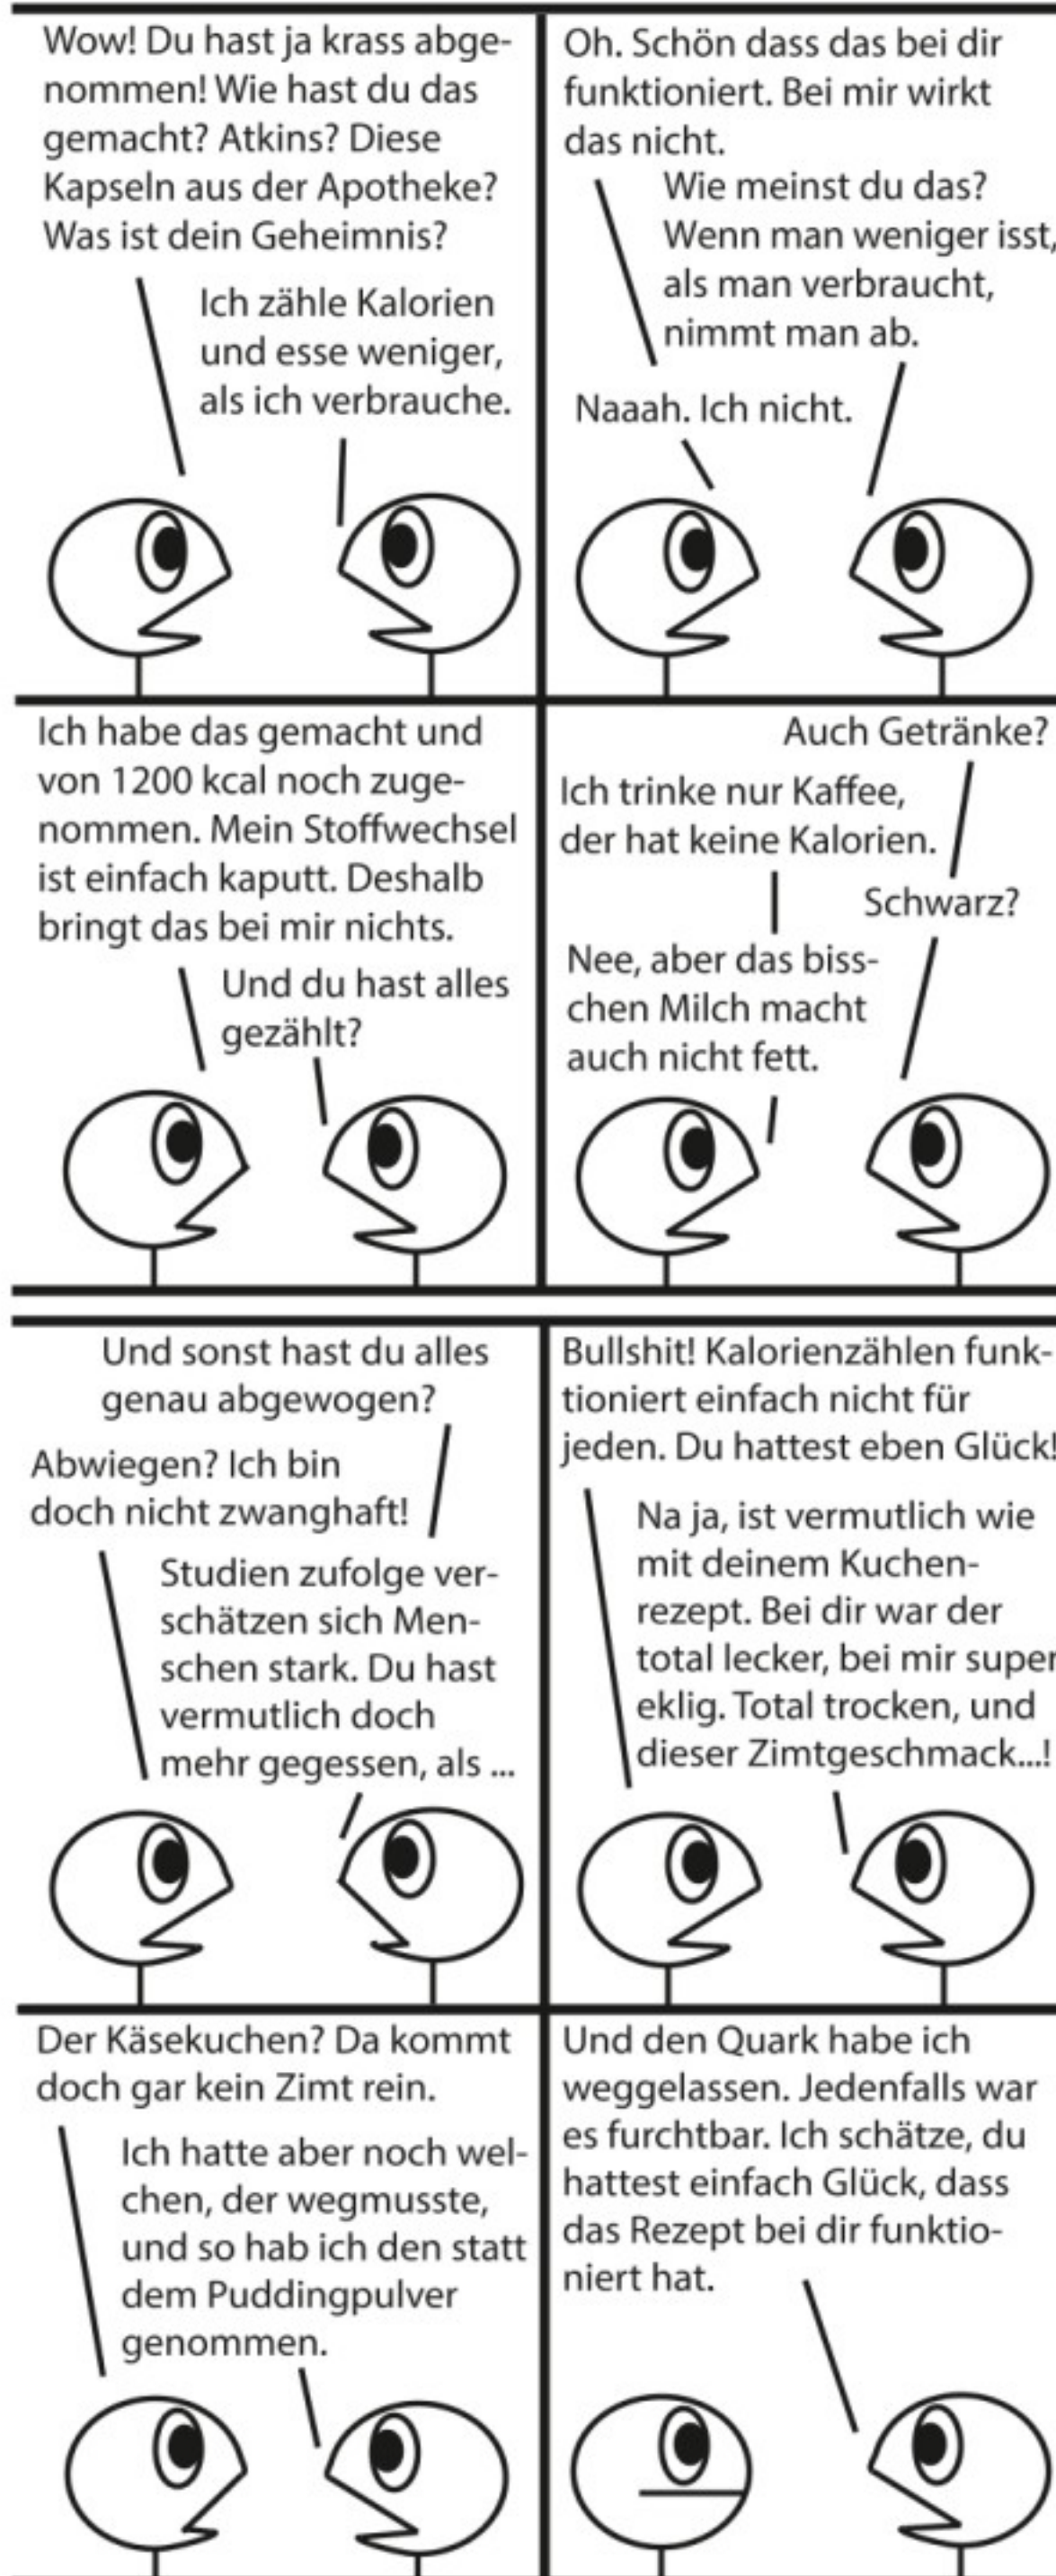 Wow! Du hast ja krass abge-
nommen! Wie hast du das
gemacht? Atkins? Diese
Kapseln aus der Apotheke?
Was ist dein Geheimnis?
Ich zähle Kalorien
und esse weniger,
als ich verbrauche.
Oh. Schön dass das bei dir
funktioniert. Bei mir wirkt
das nicht.
Wie meinst du das?
Wenn man weniger isst,
als man verbraucht,
nimmt man ab.
Naaah. Ich nicht.
Ich habe das gemacht und
von 1200 kcal noch zuge-
nommen. Mein Stoffwechsel
ist einfach kaputt. Deshalb
bringt das bei mir nichts.
Und du hast alles
gezählt?
Auch Getränke?
Ich trinke nur Kaffee,
der hat keine Kalorien.
Schwarz?
Nee, aber das biss-
chen Milch macht
auch nicht fett.
Und sonst hast du alles
genau abgewogen?
Abwiegen? Ich bin
doch nicht zwanghaft!
Studien zufolge ver-
schätzen sich Men-
schen stark. Du hast
vermutlich doch
mehr gegessen, als ...
Bullshit! Kalorienzählen funk-
tioniert einfach nicht für
jeden. Du hattest eben Glück!
Na ja, ist vermutlich wie
mit deinem Kuchen-
rezept. Bei dir war der
total lecker, bei mir super
eklig. Total trocken, und
dieser Zimtgeschmack...!
Der Käsekuchen? Da kommt
doch gar kein Zimt rein.
Ich hatte aber noch wel-
chen, der wegmusste,
und so hab ich den statt
dem Puddingpulver
genommen.
Und den Quark habe ich
weggelassen. Jedenfalls war
es furchtbar. Ich schätze, du
hattest einfach Glück, dass
das Rezept bei dir funktio-
niert hat.